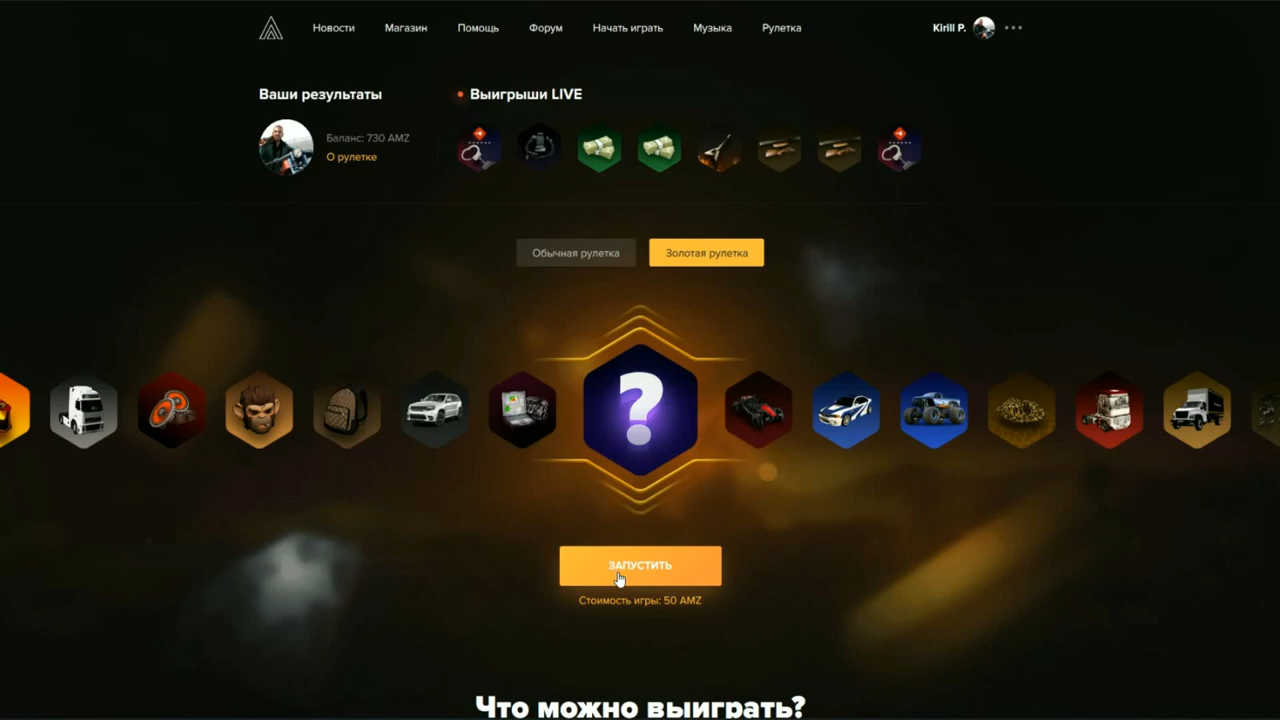 Новости
Магазин
Помощь
Форум
Начать играть
Музыка
Рулетка
Kirill P.
Ваши результаты
Выигрыши LIVE
Баланс: 730 AMZ
О рулетке
Обычная рулетка
Золотая рулетка
?
ЗАПУСТИТЬ
Стоимость игры: 50 AMZ
Что можно выиграть?